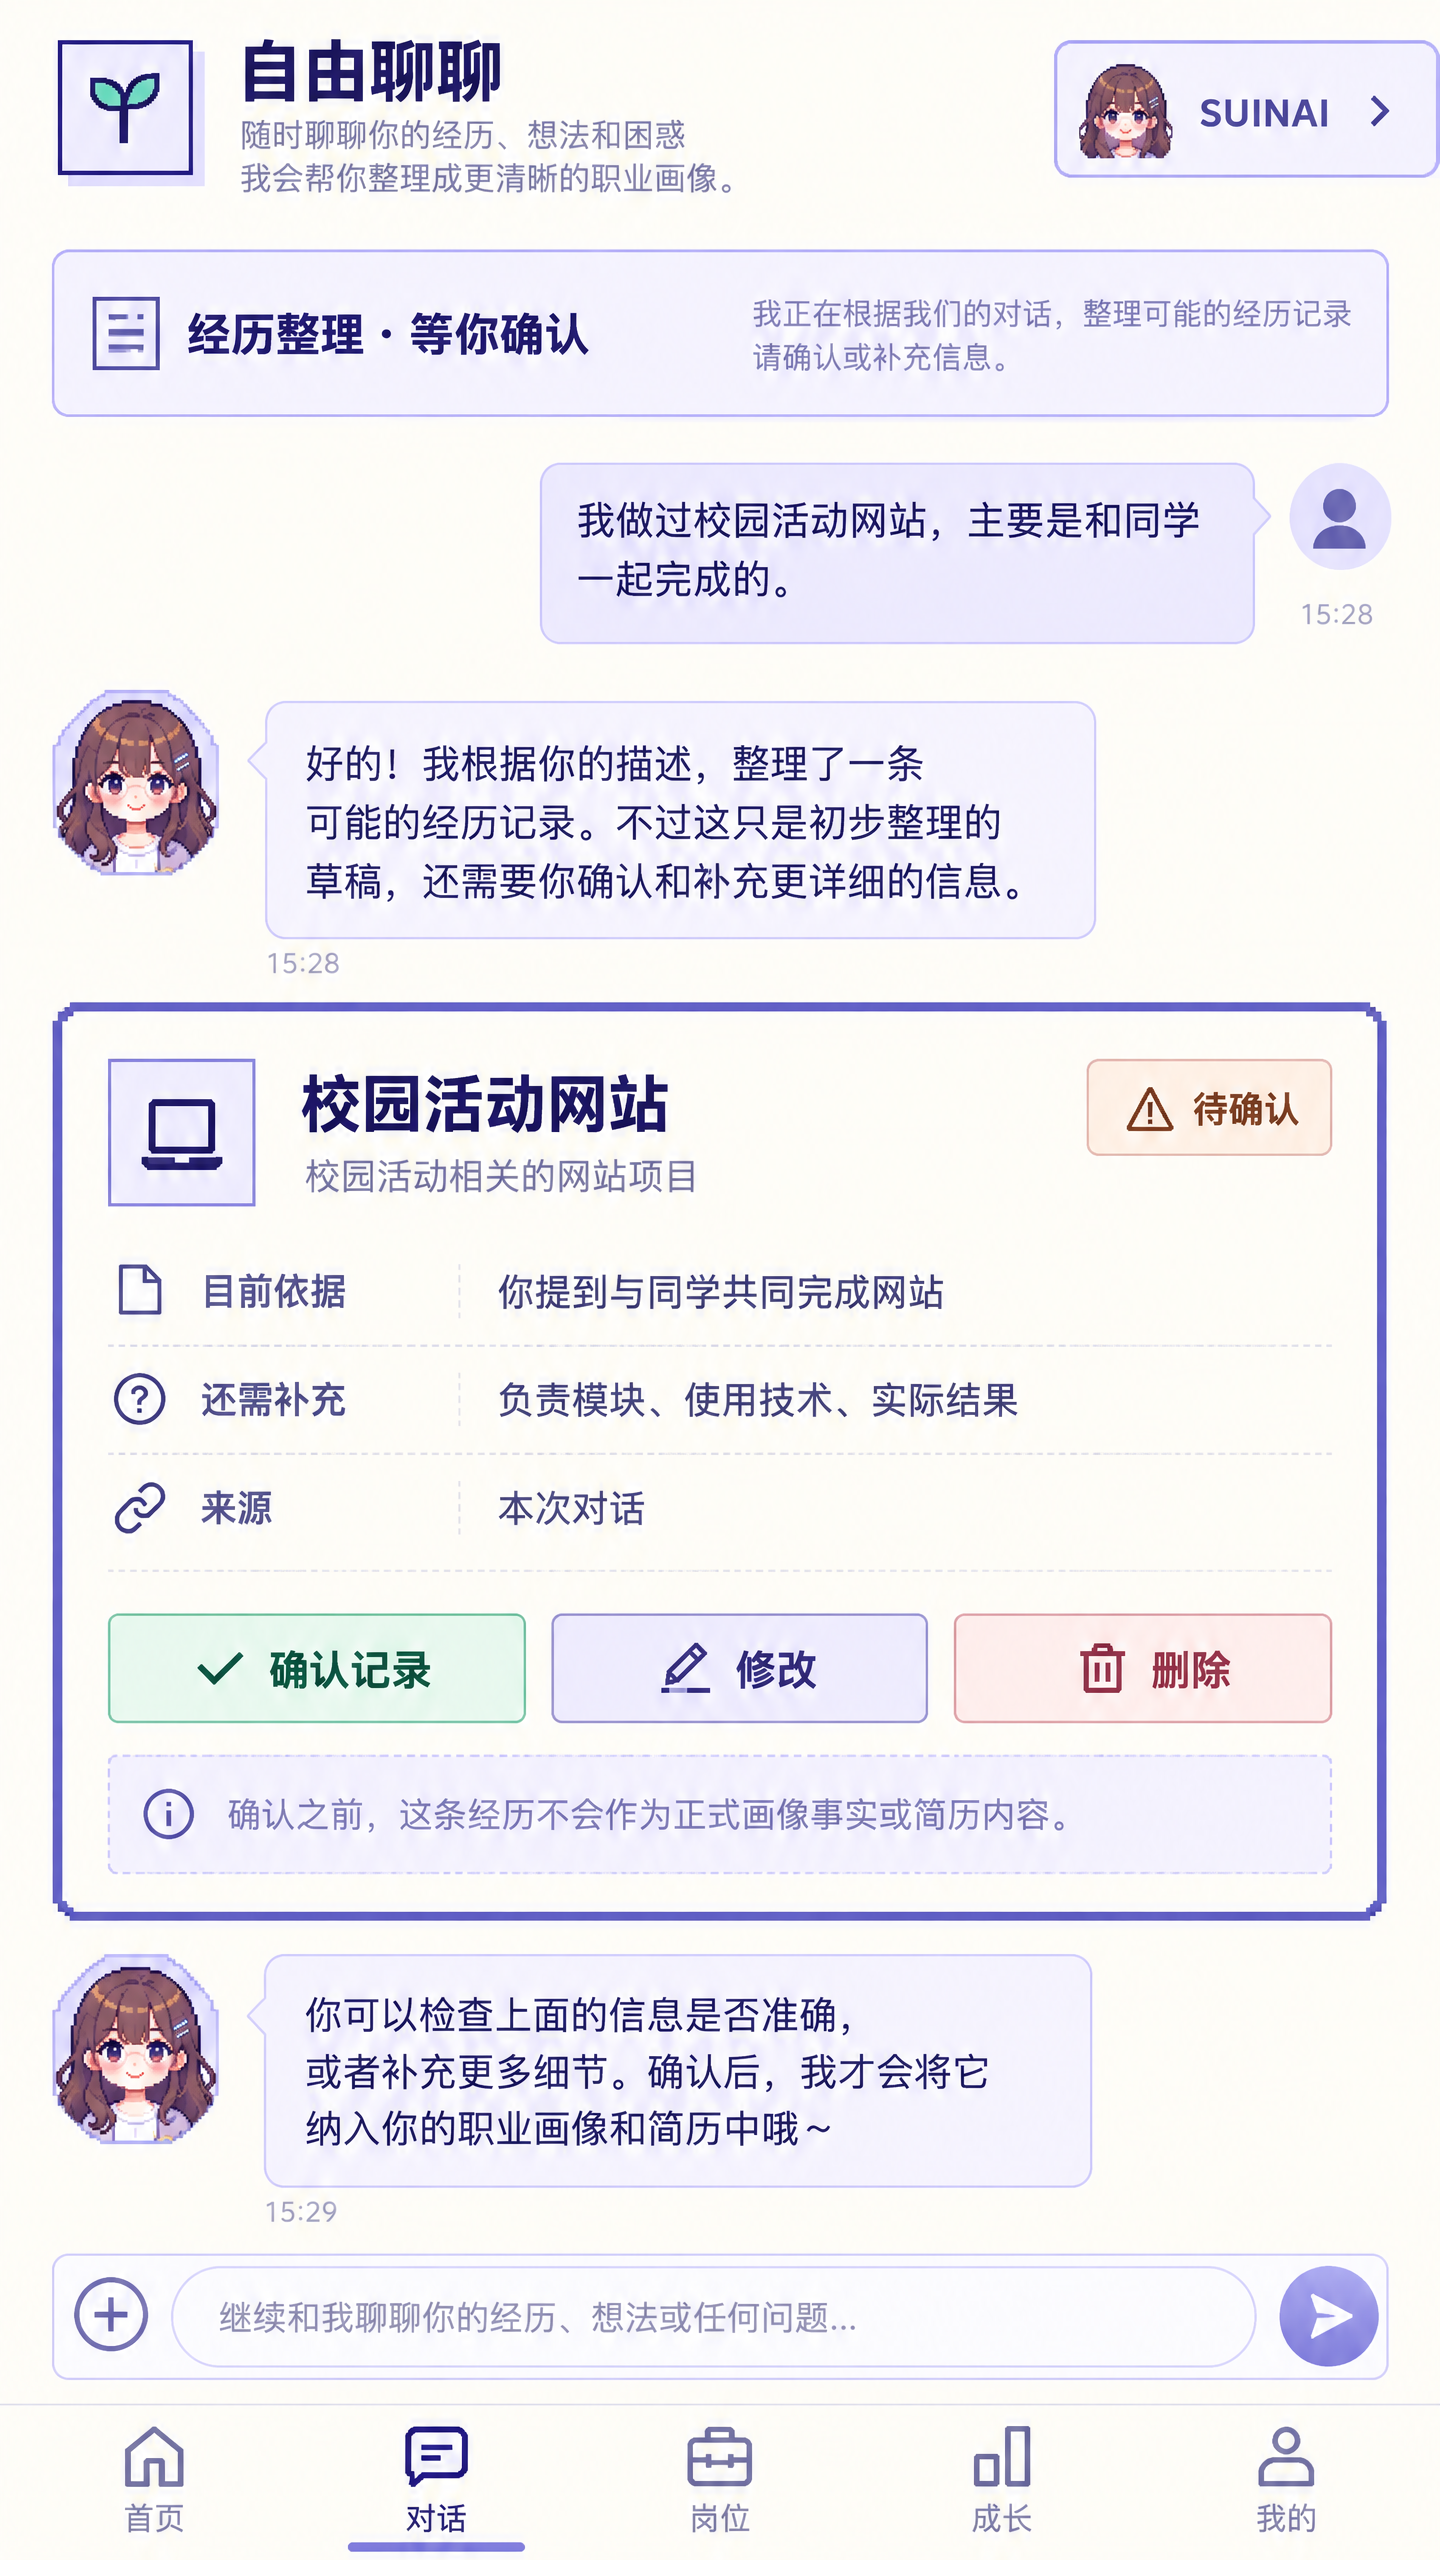 自由聊聊
随时聊聊你的经历、想法和困惑
我会帮你整理成更清晰的职业画像。
SUINAI
经历整理·等你确认
我正在根据我们的对话，整理可能的经历记录
请确认或补充信息。
我做过校园活动网站，主要是和同学
一起完成的。
15:28
好的！我根据你的描述，整理了一条
可能的经历记录。不过这只是初步整理的
草稿，还需要你确认和补充更详细的信息。
15:28
校园活动网站
待确认
校园活动相关的网站项目
目前依据
你提到与同学共同完成网站
还需补充
负责模块、使用技术、实际结果
来源
本次对话
确认记录
修改
删除
确认之前，这条经历不会作为正式画像事实或简历内容。
你可以检查上面的信息是否准确，
或者补充更多细节。确认后，我才会将它
纳入你的职业画像和简历中哦～
15:29
继续和我聊聊你的经历、想法或任何问题...
首页
对话
岗位
成长
我的